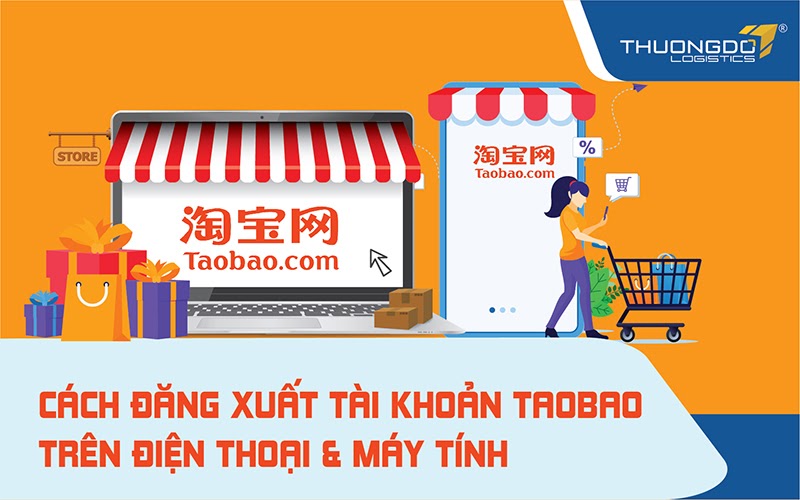 THUONGDO
LOGISTICS
®
STORE
淘宝网
Taobao.com
淘宝网
Taobao.com
%
CÁCH ĐĂNG XUẤT TÀI KHOẢN TAOBAO
TRÊN ĐIỆN THOẠI & MÁY TÍNH